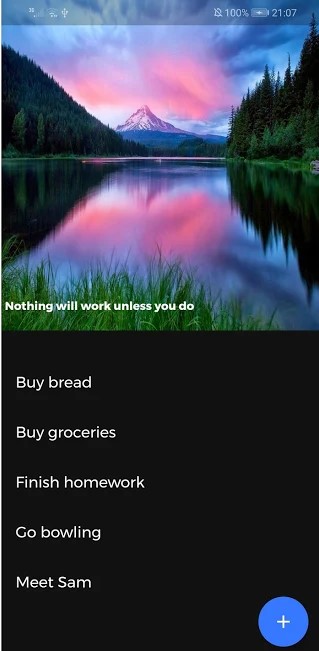 100% 21:07
Nothing will work unless you do
Buy bread
Buy groceries
Finish homework
Go bowling
Meet Sam
+